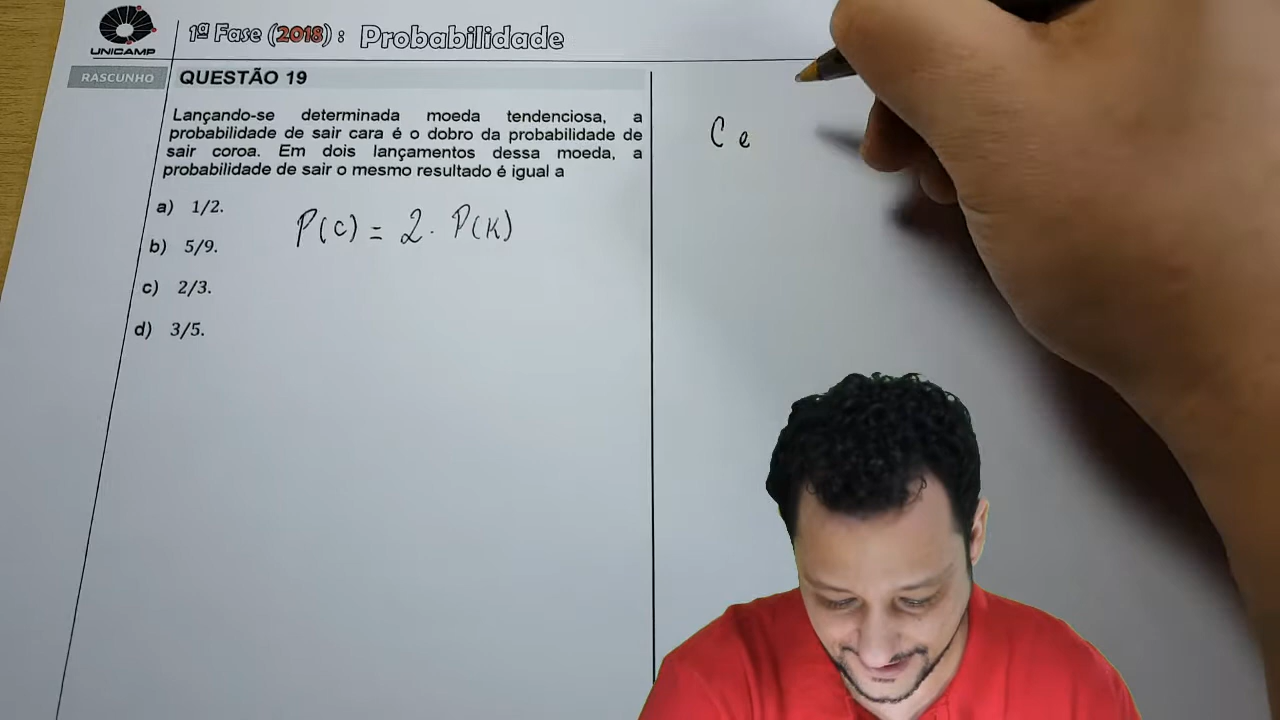 UNICAMP
1ª Fase (2018) : Probabilidade
RASCUNHO
QUESTÃO 19
Lançando-se determinada moeda tendenciosa, a
probabilidade de sair cara é o dobro da probabilidade de
sair coroa. Em dois lançamentos dessa moeda, a
probabilidade de sair o mesmo resultado é igual a
a) 1/2.
b) 5/9.
c) 2/3.
d) 3/5.
P(C) = 2. P(K)
C e